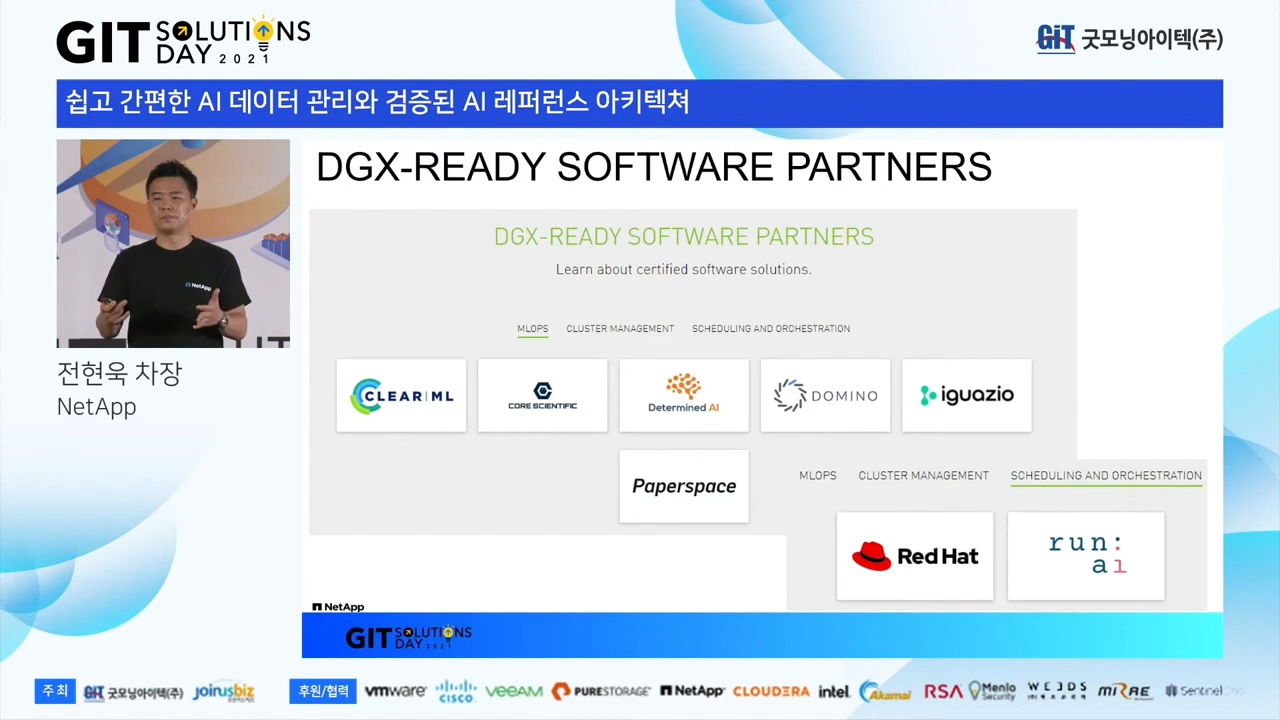 GIT SOLUTIONS DAY 2021
GiT 굿모닝아이텍(주)
쉽고 간편한 AI 데이터 관리와 검증된 AI 레퍼런스 아키텍쳐
NetApp
전현욱 차장
NetApp
DGX-READY SOFTWARE PARTNERS
DGX-READY SOFTWARE PARTNERS
Learn about certified software solutions.
MLOPS CLUSTER MANAGEMENT SCHEDULING AND ORCHESTRATION
CLEAR|ML CORE SCIENTIFIC Determined AI DOMINO iguazio
Paperspace
MLOPS CLUSTER MANAGEMENT SCHEDULING AND ORCHESTRATION
Red Hat run: ai
NetApp
GIT SOLUTIONS DAY 2021
주최 GiT 굿모닝아이텍(주) joinusbiz
후원/협력 vmware CISCO VEEAM PURESTORAGE NetApp CLOUDERA intel Akamai RSA Menlo Security WEEDS MIRAE SentinelOne